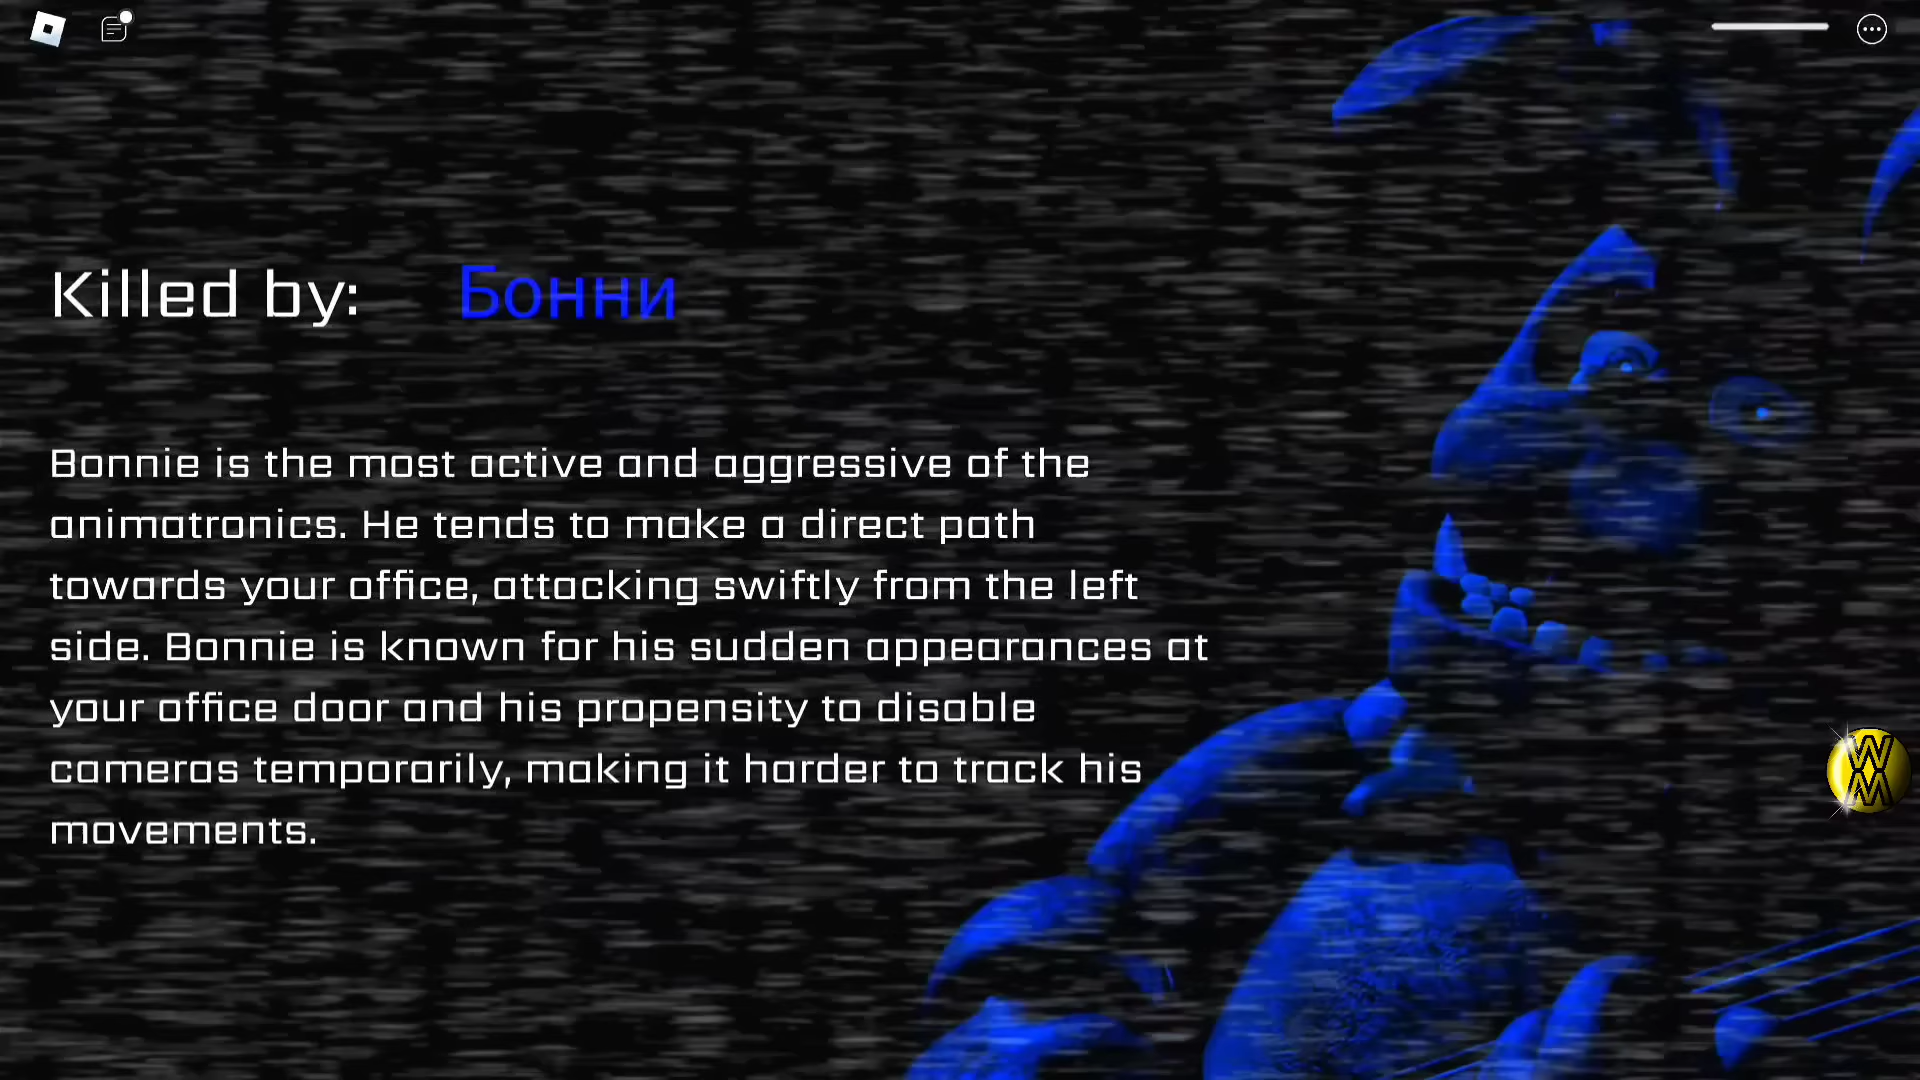 Killed by: Бонни
Bonnie is the most active and aggressive of the
animatronics. He tends to make a direct path
towards your office, attacking swiftly from the left
side. Bonnie is known for his sudden appearances at
your office door and his propensity to disable
cameras temporarily, making it harder to track his
movements.